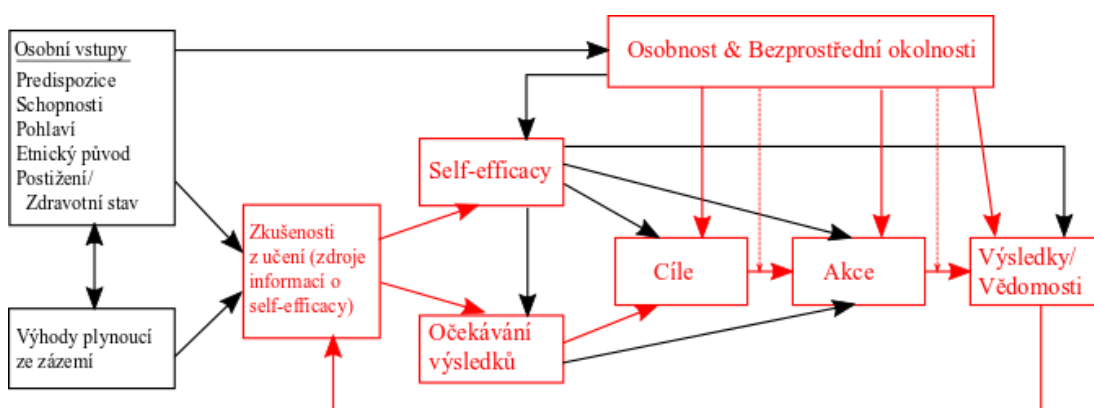 Osobní vstupy
Predispozice
Schopnosti
Pohlaví
Etnický původ
Postižení/
Zdravotní stav
Výhody plynoucí
ze zázemí
Zkušenosti
z učení (zdroje
informací o
self-efficacy)
Osobnost & Bezprostřední okolnosti
Self-efficacy
Očekávání
výsledků
Cíle
Akce
Výsledky/
Vědomosti